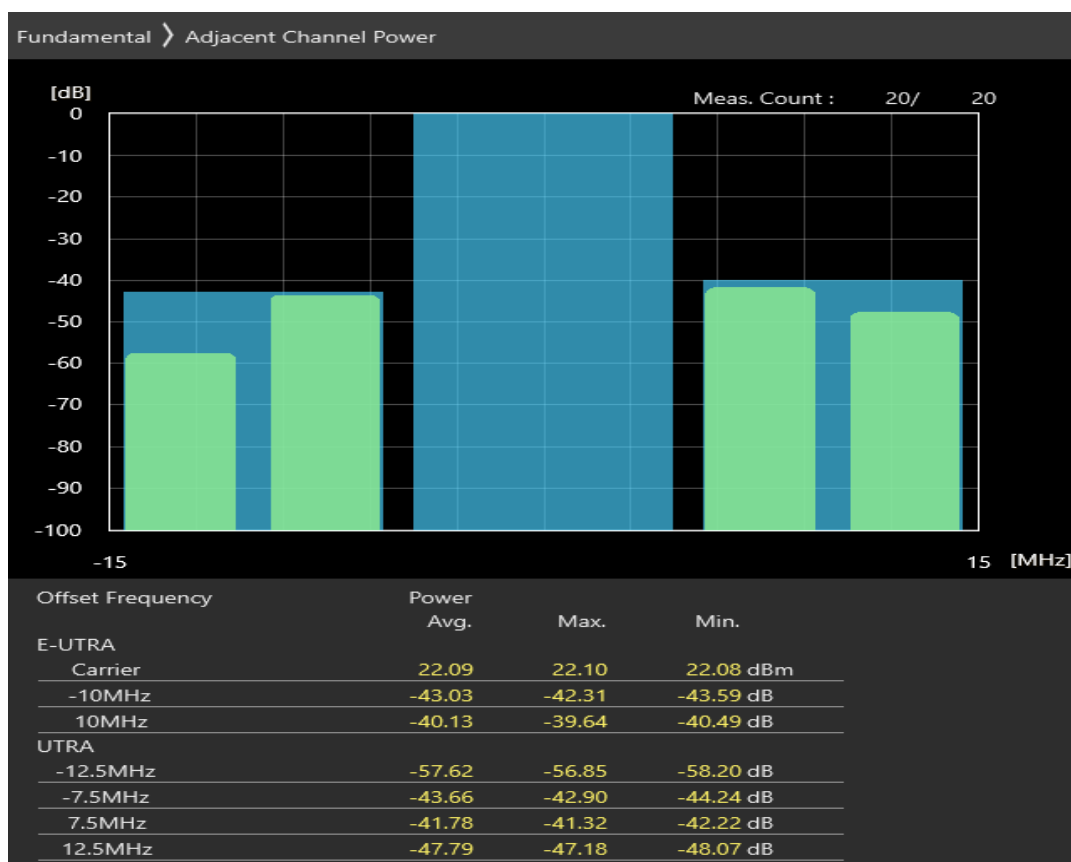 Fundamental ❯ Adjacent Channel Power
[dB]
Meas. Count : 20/ 20
0
-10
-20
-30
-40
-50
-60
-70
-80
-90
-100
-15 15 [MHz]
Offset Frequency Power
Avg. Max. Min.
E-UTRA
Carrier 22.09 22.10 22.08 dBm
-10MHz -43.03 -42.31 -43.59 dB
10MHz -40.13 -39.64 -40.49 dB
UTRA
-12.5MHz -57.62 -56.85 -58.20 dB
-7.5MHz -43.66 -42.90 -44.24 dB
7.5MHz -41.78 -41.32 -42.22 dB
12.5MHz -47.79 -47.18 -48.07 dB